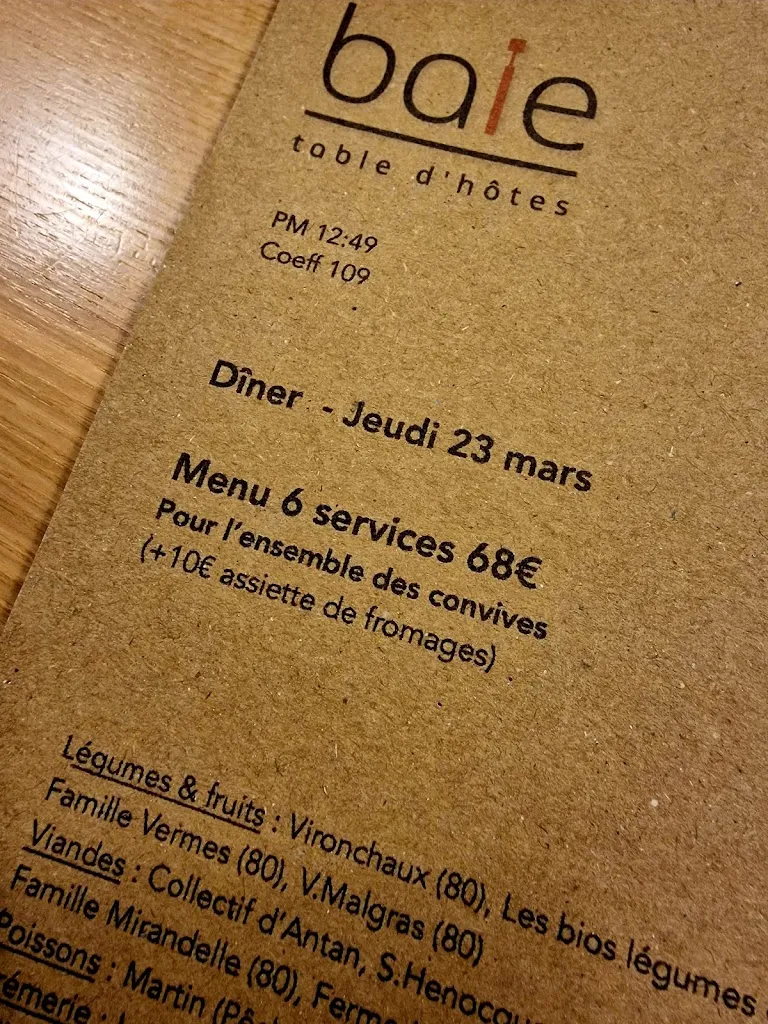 baie
table d'hôtes
PM 12:49
Coeff 109
Dîner - Jeudi 23 mars
Menu 6 services 68€
Pour l'ensemble des convives
(+10€ assiette de fromages)
Légumes & fruits : Vironchaux (80), Les bios légumes
Famille Vermes (80), V.Malgras (80)
Viandes : Collectif d'Antan, S.Henocq
Famille Mirandelle (80), Ferme
Poissons : Martin